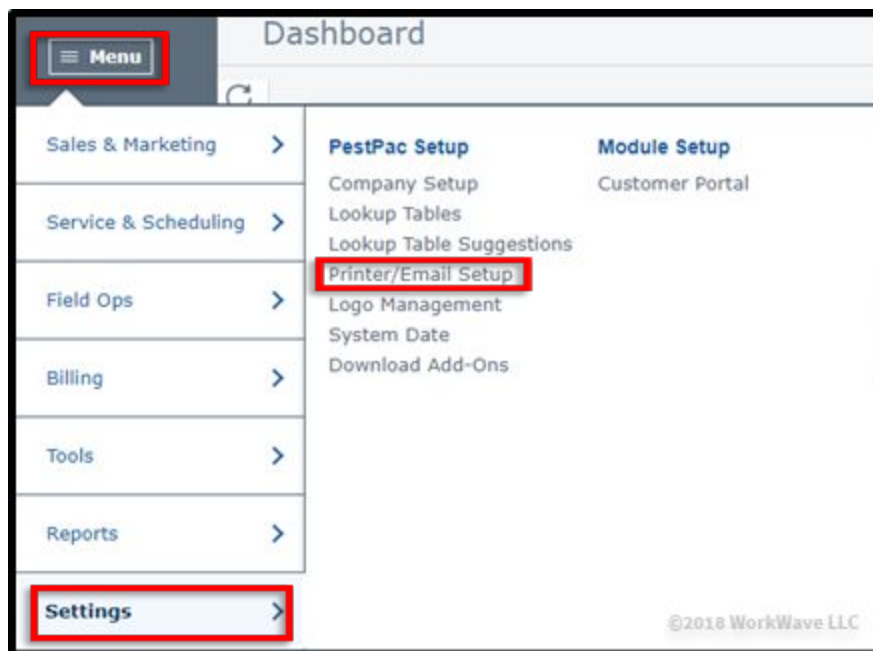 Dashboard
≡ Menu
Sales & Marketing
Service & Scheduling
Field Ops
Billing
Tools
Reports
Settings
PestPac Setup
Company Setup
Lookup Tables
Lookup Table Suggestions
Printer/Email Setup
Logo Management
System Date
Download Add-Ons
Module Setup
Customer Portal
©2018 WorkWave LLC